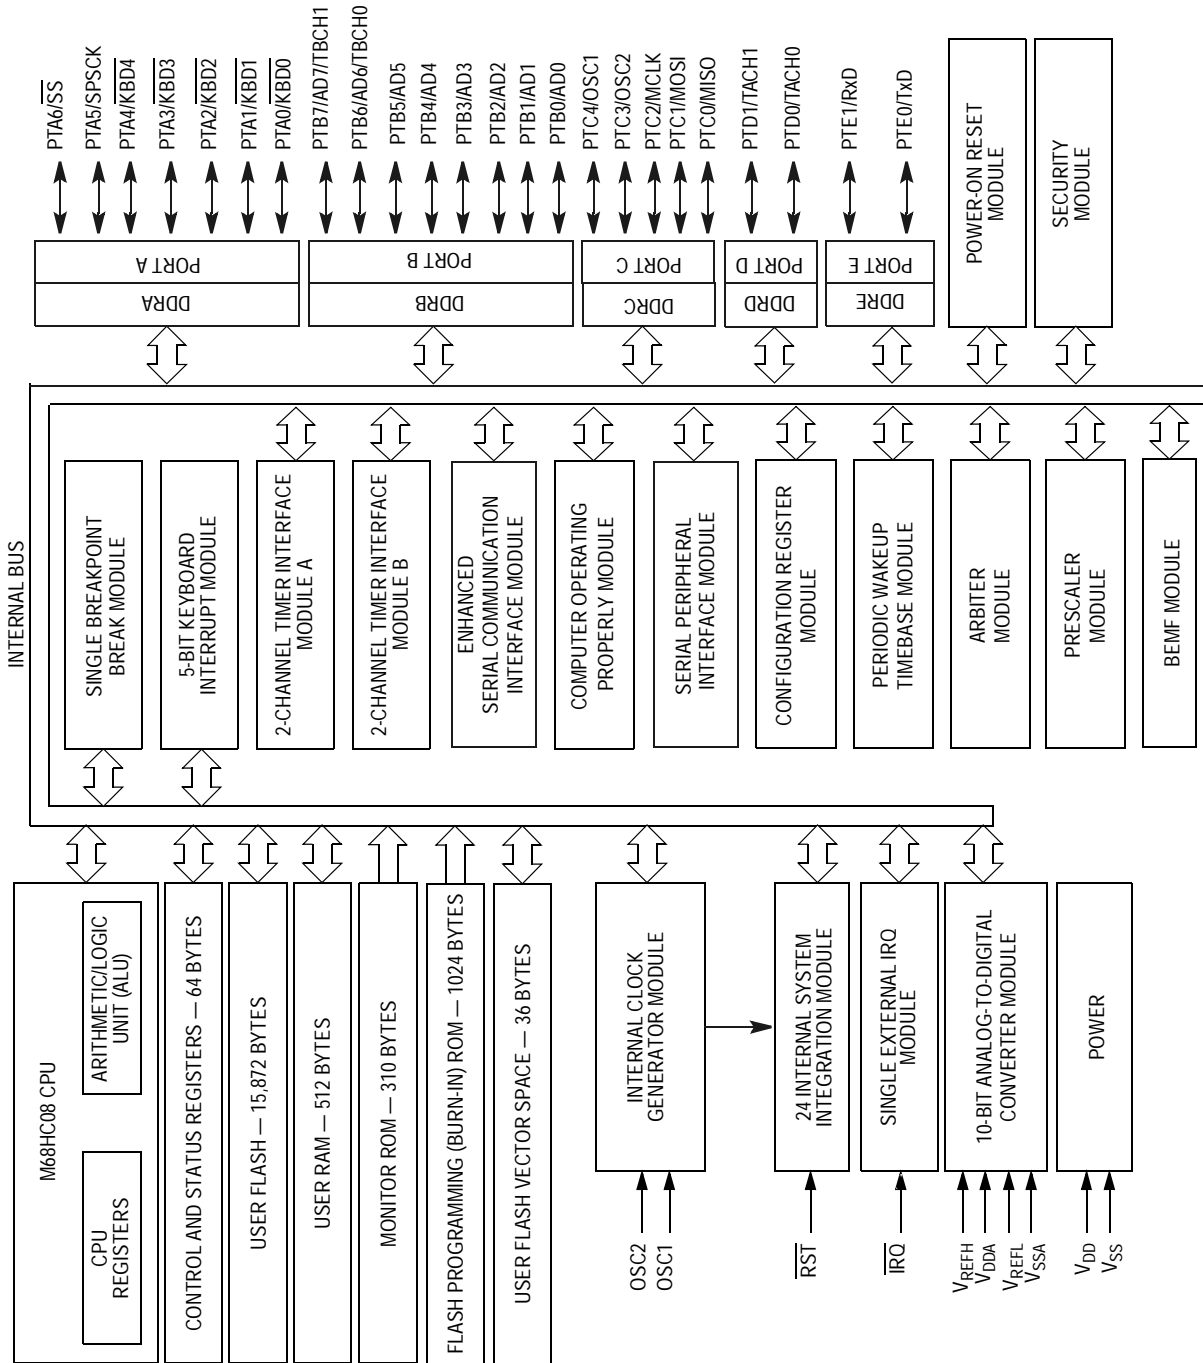 INTERNAL BUS
M68HC08 CPU
CPU
REGISTERS
ARITHMETIC/LOGIC
UNIT (ALU)
CONTROL AND STATUS REGISTERS — 64 BYTES
USER FLASH — 15,872 BYTES
USER RAM — 512 BYTES
MONITOR ROM — 310 BYTES
FLASH PROGRAMMING (BURN-IN) ROM — 1024 BYTES
USER FLASH VECTOR SPACE — 36 BYTES
OSC2
OSC1
INTERNAL CLOCK
GENERATOR MODULE
RST
24 INTERNAL SYSTEM
INTEGRATION MODULE
IRQ
SINGLE EXTERNAL IRQ
MODULE
VREFH
VDDA
VREFL
VSSA
10-BIT ANALOG-TO-DIGITAL
CONVERTER MODULE
VDD
VSS
POWER
SINGLE BREAKPOINT
BREAK MODULE
5-BIT KEYBOARD
INTERRUPT MODULE
2-CHANNEL TIMER INTERFACE
MODULE A
2-CHANNEL TIMER INTERFACE
MODULE B
ENHANCED
SERIAL COMMUNICATION
INTERFACE MODULE
COMPUTER OPERATING
PROPERLY MODULE
SERIAL PERIPHERAL
INTERFACE MODULE
CONFIGURATION REGISTER
MODULE
PERIODIC WAKEUP
TIMEBASE MODULE
ARBITER
MODULE
PRESCALER
MODULE
BEMF MODULE
DDRA
PORT A
PTA6/SS
PTA5/SPSCK
PTA4/KBD4
PTA3/KBD3
PTA2/KBD2
PTA1/KBD1
PTA0/KBD0
DDRB
PORT B
PTB7/AD7/TBCH1
PTB6/AD6/TBCH0
PTB5/AD5
PTB4/AD4
PTB3/AD3
PTB2/AD2
PTB1/AD1
PTB0/AD0
DDRC
PORT C
PTC4/OSC1
PTC3/OSC2
PTC2/MCLK
PTC1/MOSI
PTC0/MISO
DDRD
PORT D
PTD1/TACH1
PTD0/TACH0
DDRE
PORT E
PTE1/RxD
PTE0/TxD
POWER-ON RESET
MODULE
SECURITY
MODULE